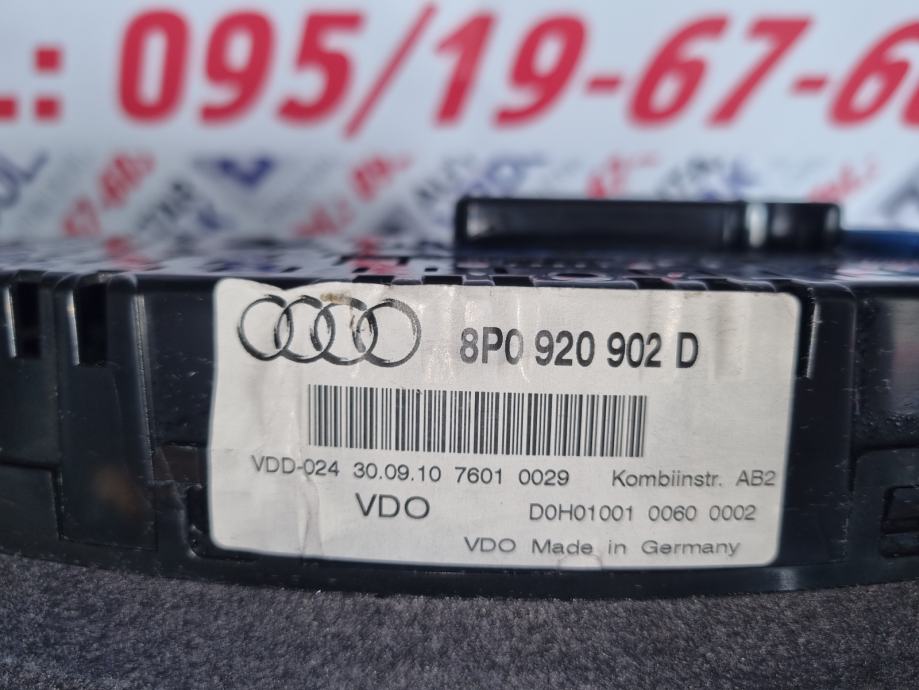 .: 095/19-67-6
8P0 920 902 D
VDD-024 30.09.10 7601 0029 Kombiinstr. AB2
VDO D0H01001 0060 0002
VDO Made in Germany